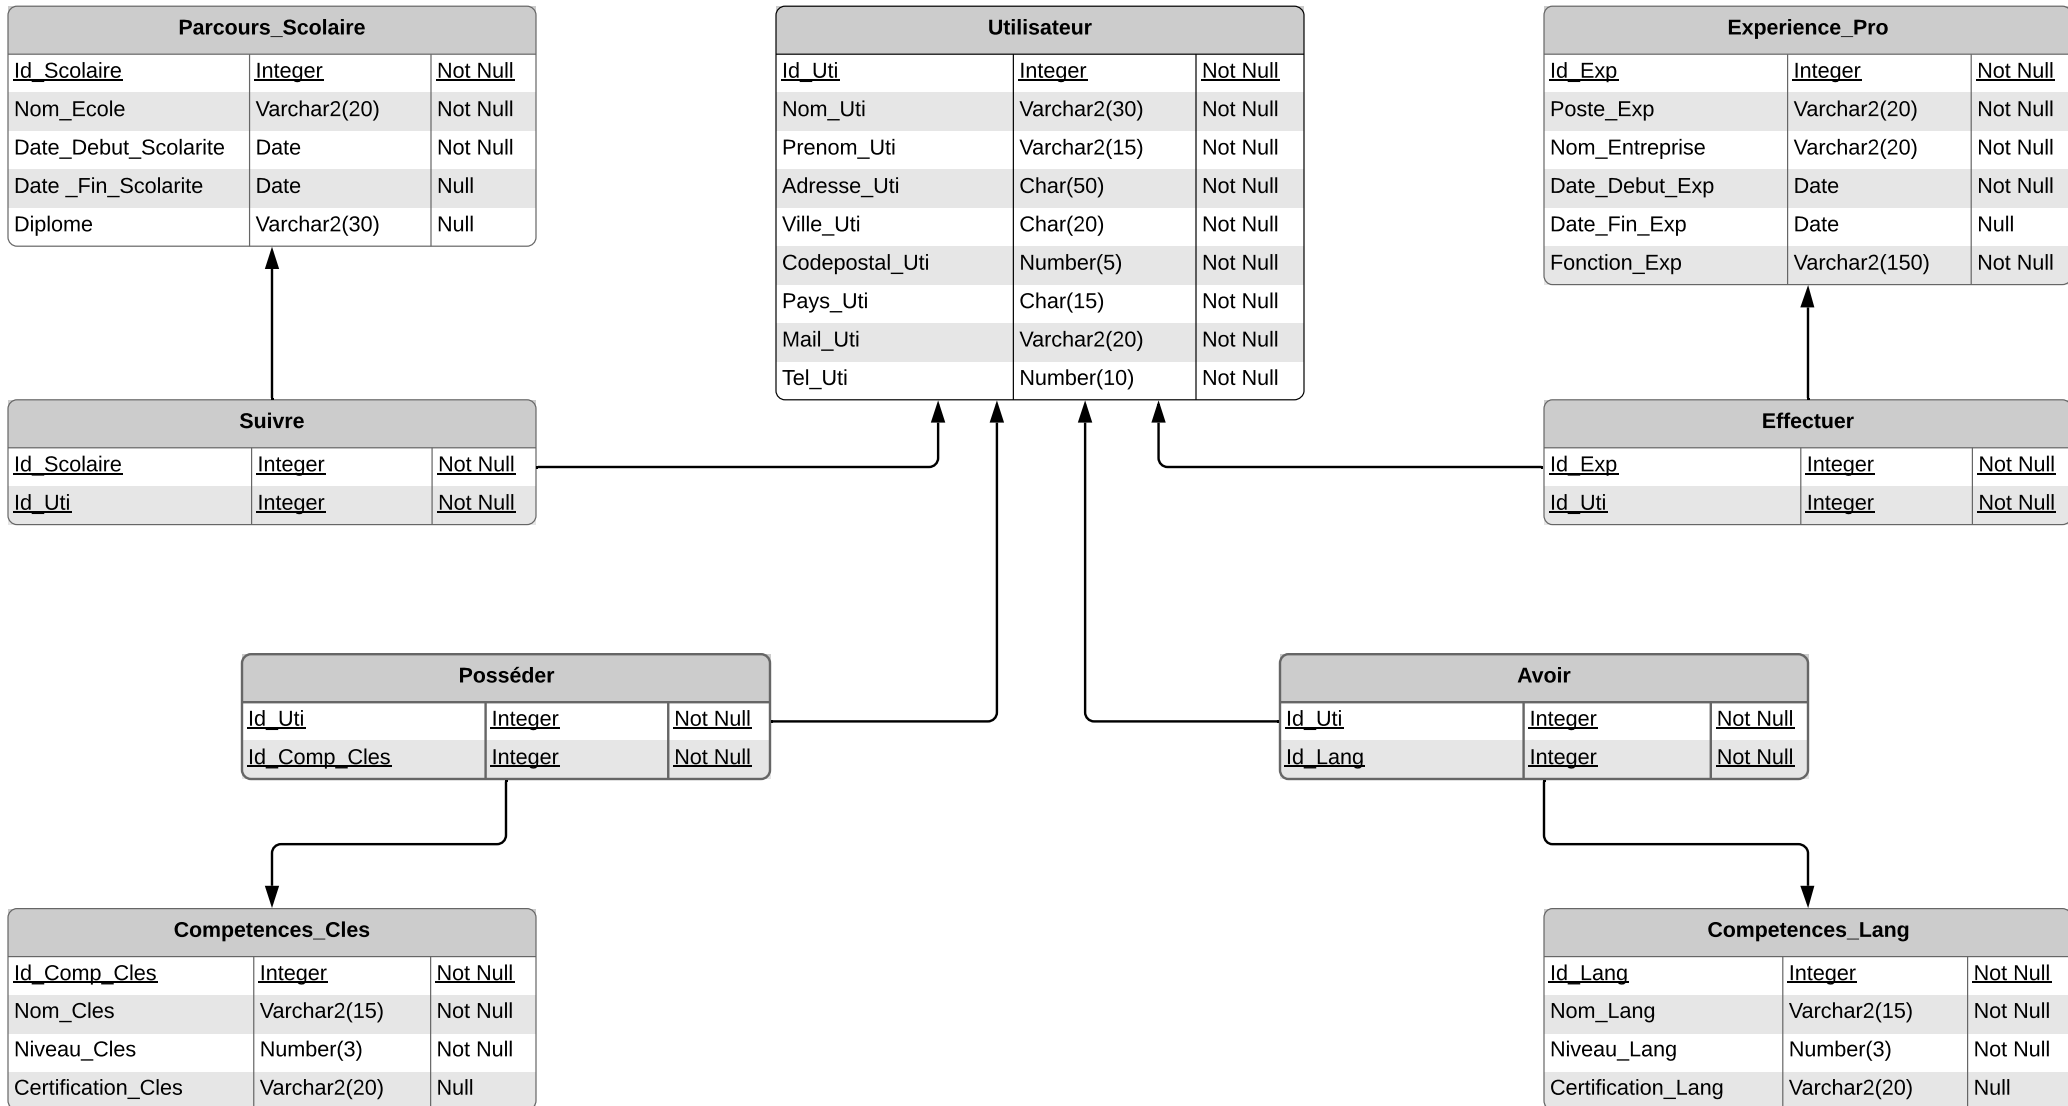 Parcours_Scolaire
Id_Scolaire Integer Not Null
Nom_Ecole Varchar2(20) Not Null
Date_Debut_Scolarite Date Not Null
Date _Fin_Scolarite Date Null
Diplome Varchar2(30) Null
Utilisateur
Id_Uti Integer Not Null
Nom_Uti Varchar2(30) Not Null
Prenom_Uti Varchar2(15) Not Null
Adresse_Uti Char(50) Not Null
Ville_Uti Char(20) Not Null
Codepostal_Uti Number(5) Not Null
Pays_Uti Char(15) Not Null
Mail_Uti Varchar2(20) Not Null
Tel_Uti Number(10) Not Null
Experience_Pro
Id_Exp Integer Not Null
Poste_Exp Varchar2(20) Not Null
Nom_Entreprise Varchar2(20) Not Null
Date_Debut_Exp Date Not Null
Date_Fin_Exp Date Null
Fonction_Exp Varchar2(150) Not Null
Suivre
Id_Scolaire Integer Not Null
Id_Uti Integer Not Null
Effectuer
Id_Exp Integer Not Null
Id_Uti Integer Not Null
Posséder
Id_Uti Integer Not Null
Id_Comp_Cles Integer Not Null
Avoir
Id_Uti Integer Not Null
Id_Lang Integer Not Null
Competences_Cles
Id_Comp_Cles Integer Not Null
Nom_Cles Varchar2(15) Not Null
Niveau_Cles Number(3) Not Null
Certification_Cles Varchar2(20) Null
Competences_Lang
Id_Lang Integer Not Null
Nom_Lang Varchar2(15) Not Null
Niveau_Lang Number(3) Not Null
Certification_Lang Varchar2(20) Null